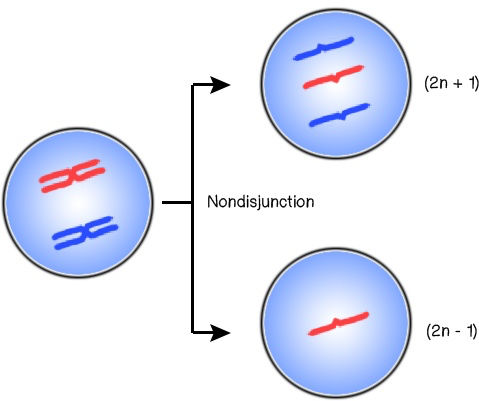 (2n + 1)
Nondisjunction
(2n - 1)